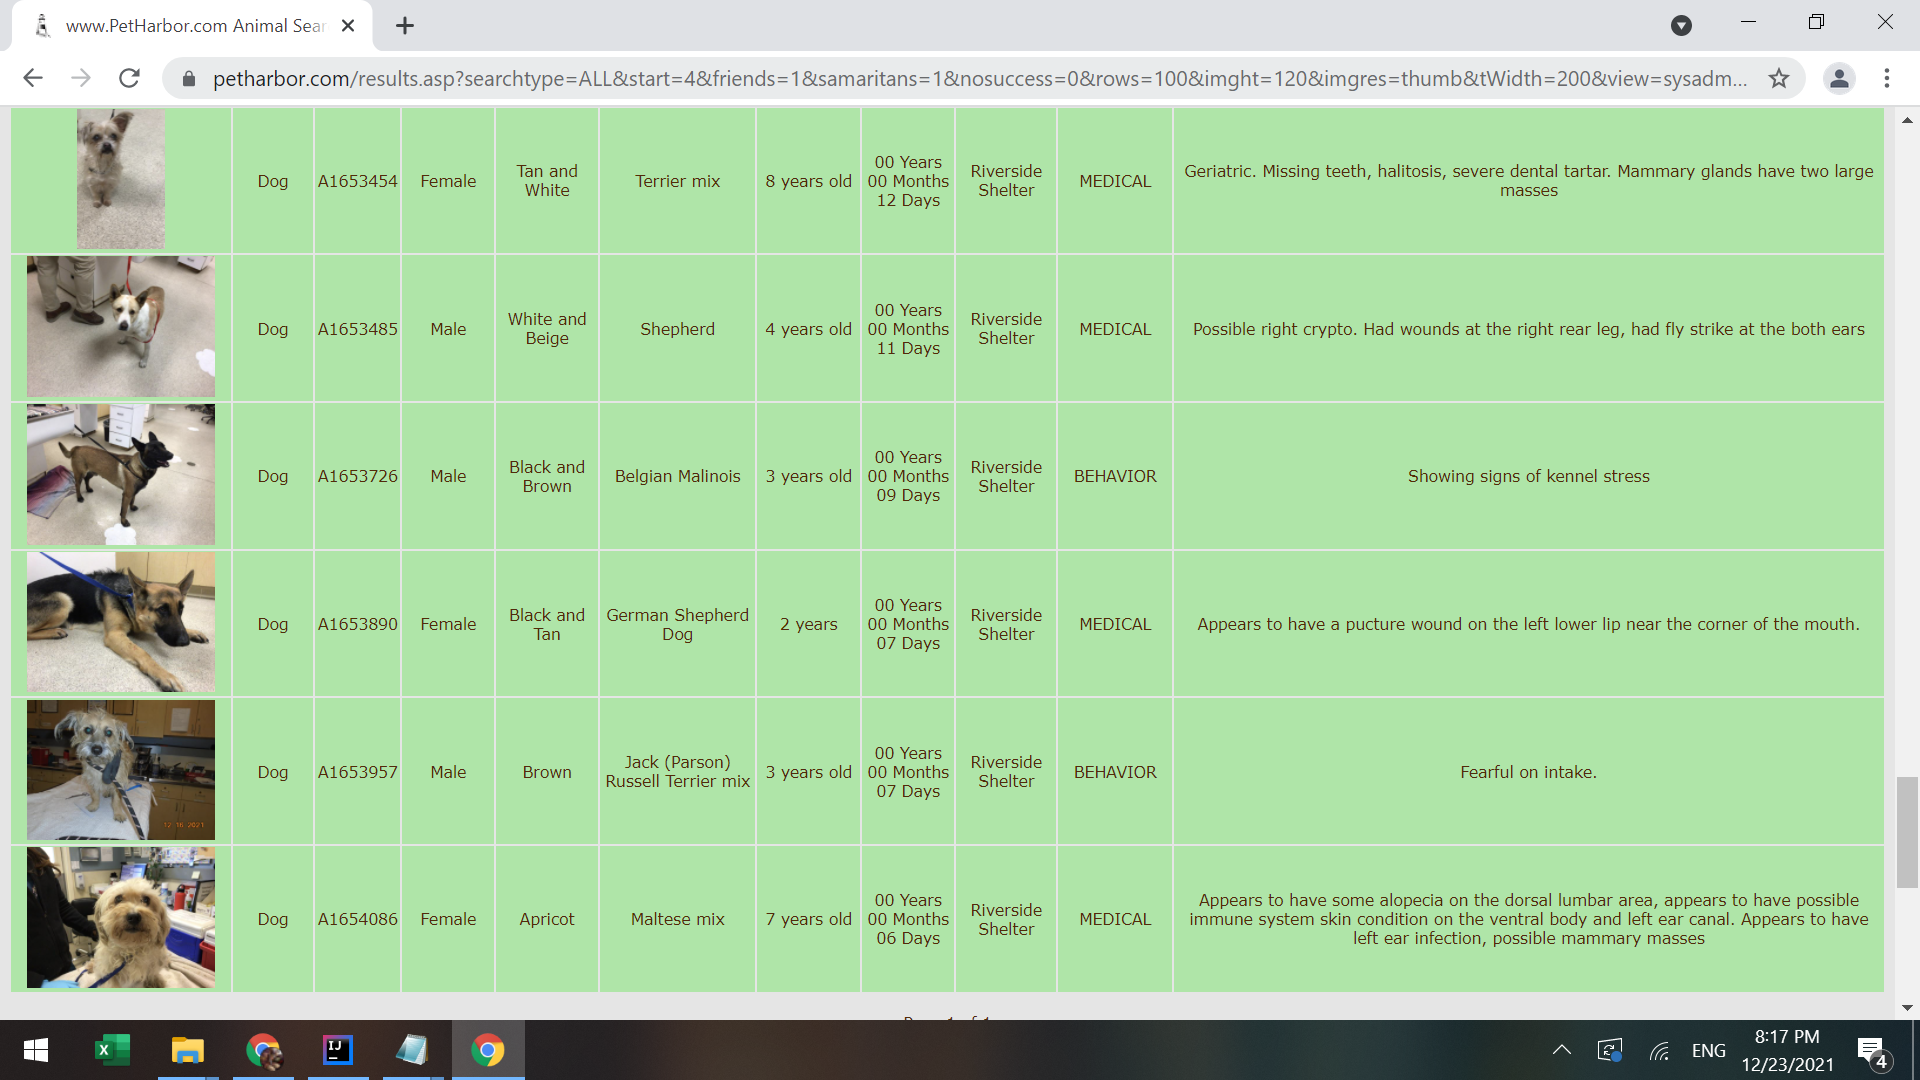 www.PetHarbor.com Animal Sear
petharbor.com/results.asp?searchtype=ALL&start=4&friends=1&samaritans=1&nosuccess=0&rows=100&imght=120&imgres=thumb&tWidth=200&view=sysadm...
Dog
A1653454
Female
Tan and
White
Terrier mix
8 years old
00 Years
00 Months
12 Days
Riverside
Shelter
MEDICAL
Geriatric. Missing teeth, halitosis, severe dental tartar. Mammary glands have two large
masses
Dog
A1653485
Male
White and
Beige
Shepherd
4 years old
00 Years
00 Months
11 Days
Riverside
Shelter
MEDICAL
Possible right crypto. Had wounds at the right rear leg, had fly strike at the both ears
Dog
A1653726
Male
Black and
Brown
Belgian Malinois
3 years old
00 Years
00 Months
09 Days
Riverside
Shelter
BEHAVIOR
Showing signs of kennel stress
Dog
A1653890
Female
Black and
Tan
German Shepherd
Dog
2 years
00 Years
00 Months
07 Days
Riverside
Shelter
MEDICAL
Appears to have a pucture wound on the left lower lip near the corner of the mouth.
12 16 2021
Dog
A1653957
Male
Brown
Jack (Parson)
Russell Terrier mix
3 years old
00 Years
00 Months
07 Days
Riverside
Shelter
BEHAVIOR
Fearful on intake.
Dog
A1654086
Female
Apricot
Maltese mix
7 years old
00 Years
00 Months
06 Days
Riverside
Shelter
MEDICAL
Appears to have some alopecia on the dorsal lumbar area, appears to have possible
immune system skin condition on the ventral body and left ear canal. Appears to have
left ear infection, possible mammary masses
IJ
ENG
8:17 PM
12/23/2021
4